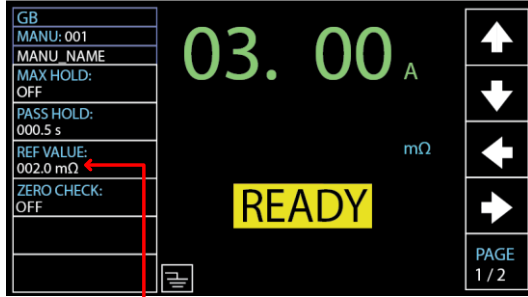 GB
MANU: 001
MANU_NAME
MAX HOLD:
OFF
PASS HOLD:
000.5 s
REF VALUE:
002.0 mΩ
ZERO CHECK:
OFF
03. 00 A
mΩ
READY
PAGE
1/2